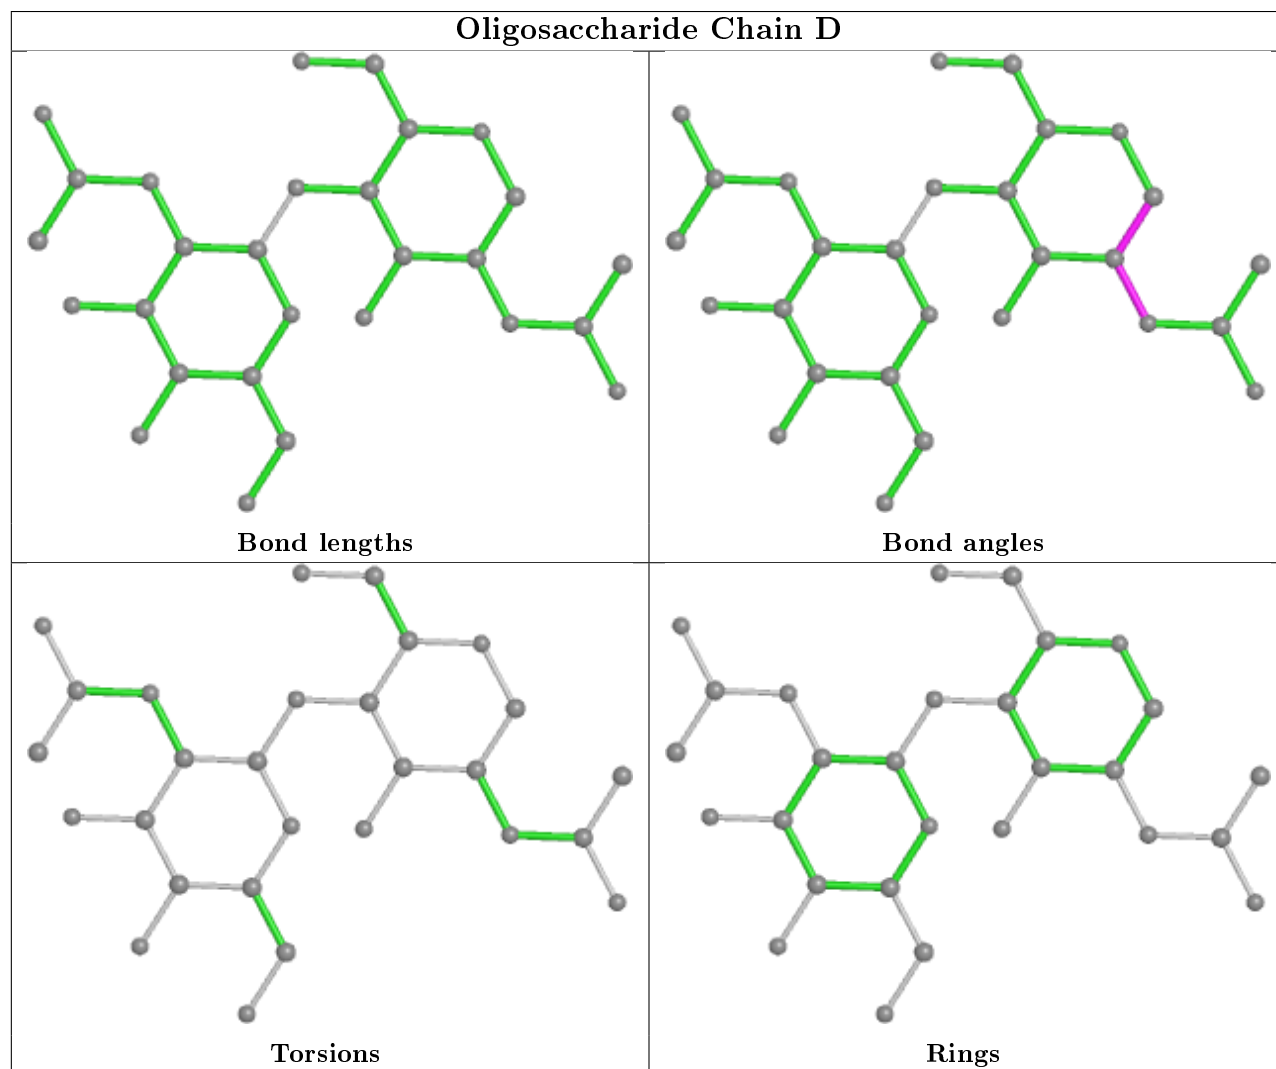 Oligosaccharide Chain D
Bond lengths
Bond angles
Torsions
Rings